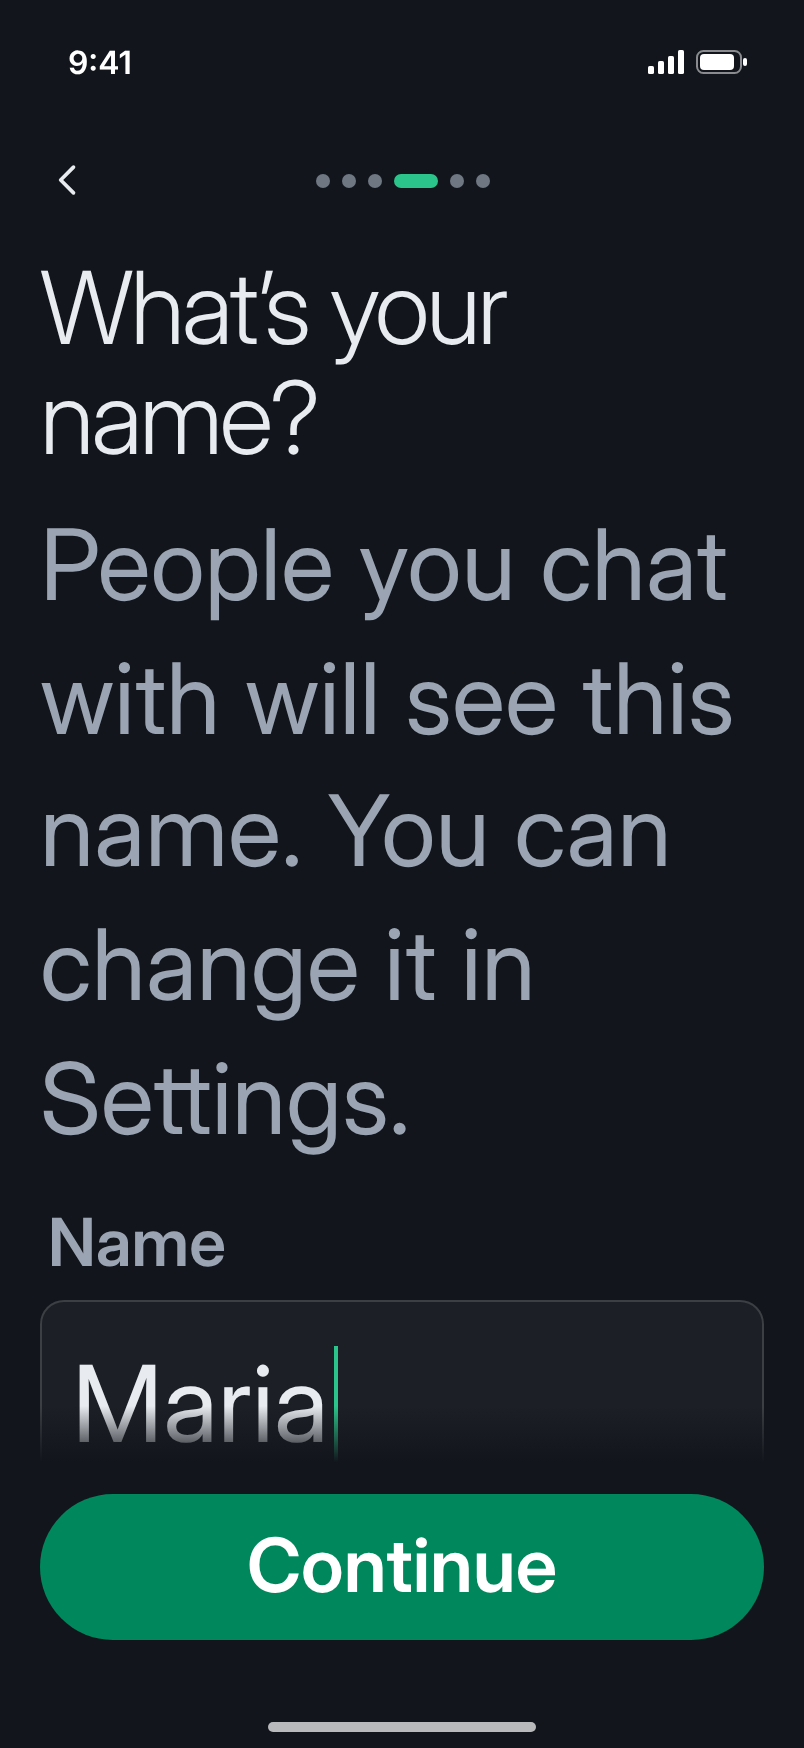 9:41
What’s your
name?
People you chat
with will see this
name. You can
change it in
Settings.
Name
Maria
Continue